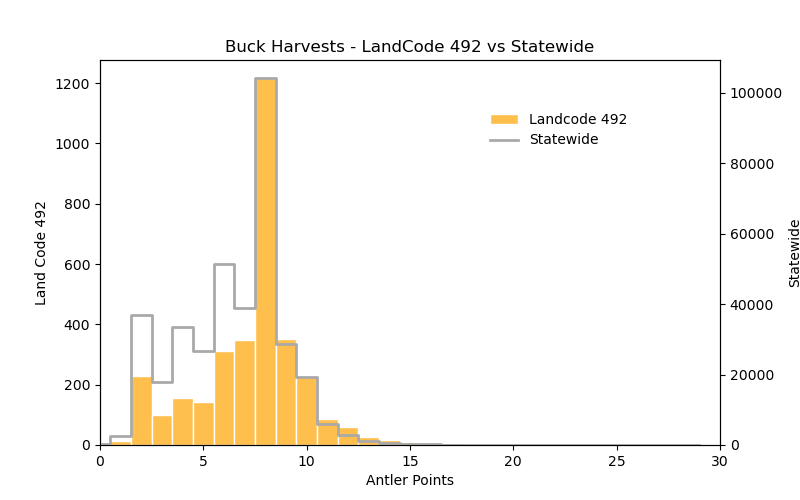 Buck Harvests - LandCode 492 vs Statewide
1200
1000
800
600
400
200
0
Land Code 492
Landcode 492
Statewide
100000
80000
60000
40000
20000
0
Statewide
0 5 10 15 20 25 30
Antler Points